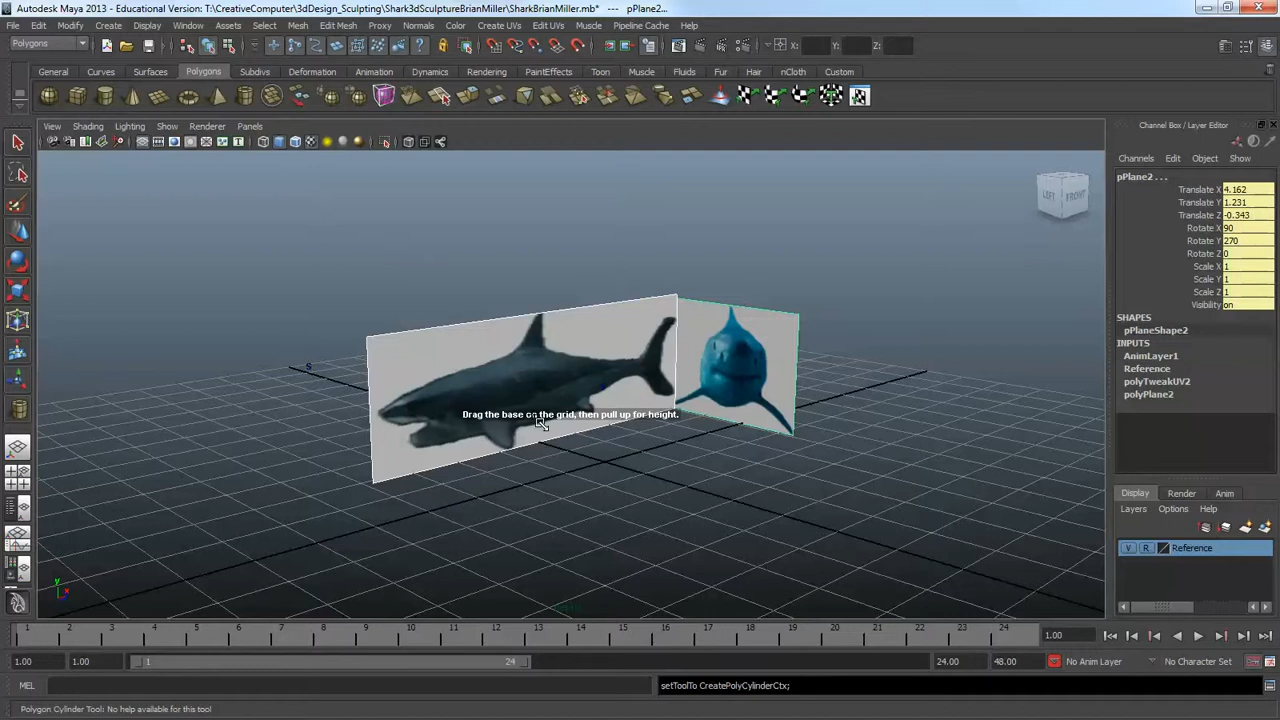 Autodesk Maya 2013 - Educational Version: T:\CreativeComputer\3dDesign_Sculpting\Shark3dSculptureBrianMiller\SharkBrianMiller.mb* --- pPlane2...
File Edit Modify Create Display Window Assets Select Mesh Edit Mesh Proxy Normals Color Create UVs Edit UVs Muscle Pipeline Cache Help
Polygons X: Y: Z:
General Curves Surfaces Polygons Subdivs Deformation Animation Dynamics Rendering PaintEffects Toon Muscle Fluids Fur Hair nCloth Custom
View Shading Lighting Show Renderer Panels
Channel Box / Layer Editor
Channels Edit Object Show
pPlane2 . . .
Translate X 4.162
Translate Y 1.231
Translate Z -0.343
Rotate X 90
Rotate Y 270
Rotate Z 0
Scale X 1
Scale Y 1
Scale Z 1
Visibility on
SHAPES
pPlaneShape2
INPUTS
AnimLayer1
Reference
polyTweakUV2
polyPlane2
LEFT FRONT
S
Drag the base on the grid, then pull up for height.
y
x
Display Render Anim
Layers Options Help
V R Reference
1 2 3 4 5 6 7 8 9 10 11 12 13 14 15 16 17 18 19 20 21 22 23 24 1.00
1.00 1.00 1 24 24.00 48.00 No Anim Layer No Character Set
MEL setToolTo CreatePolyCylinderCtx;
Polygon Cylinder Tool: No help available for this tool